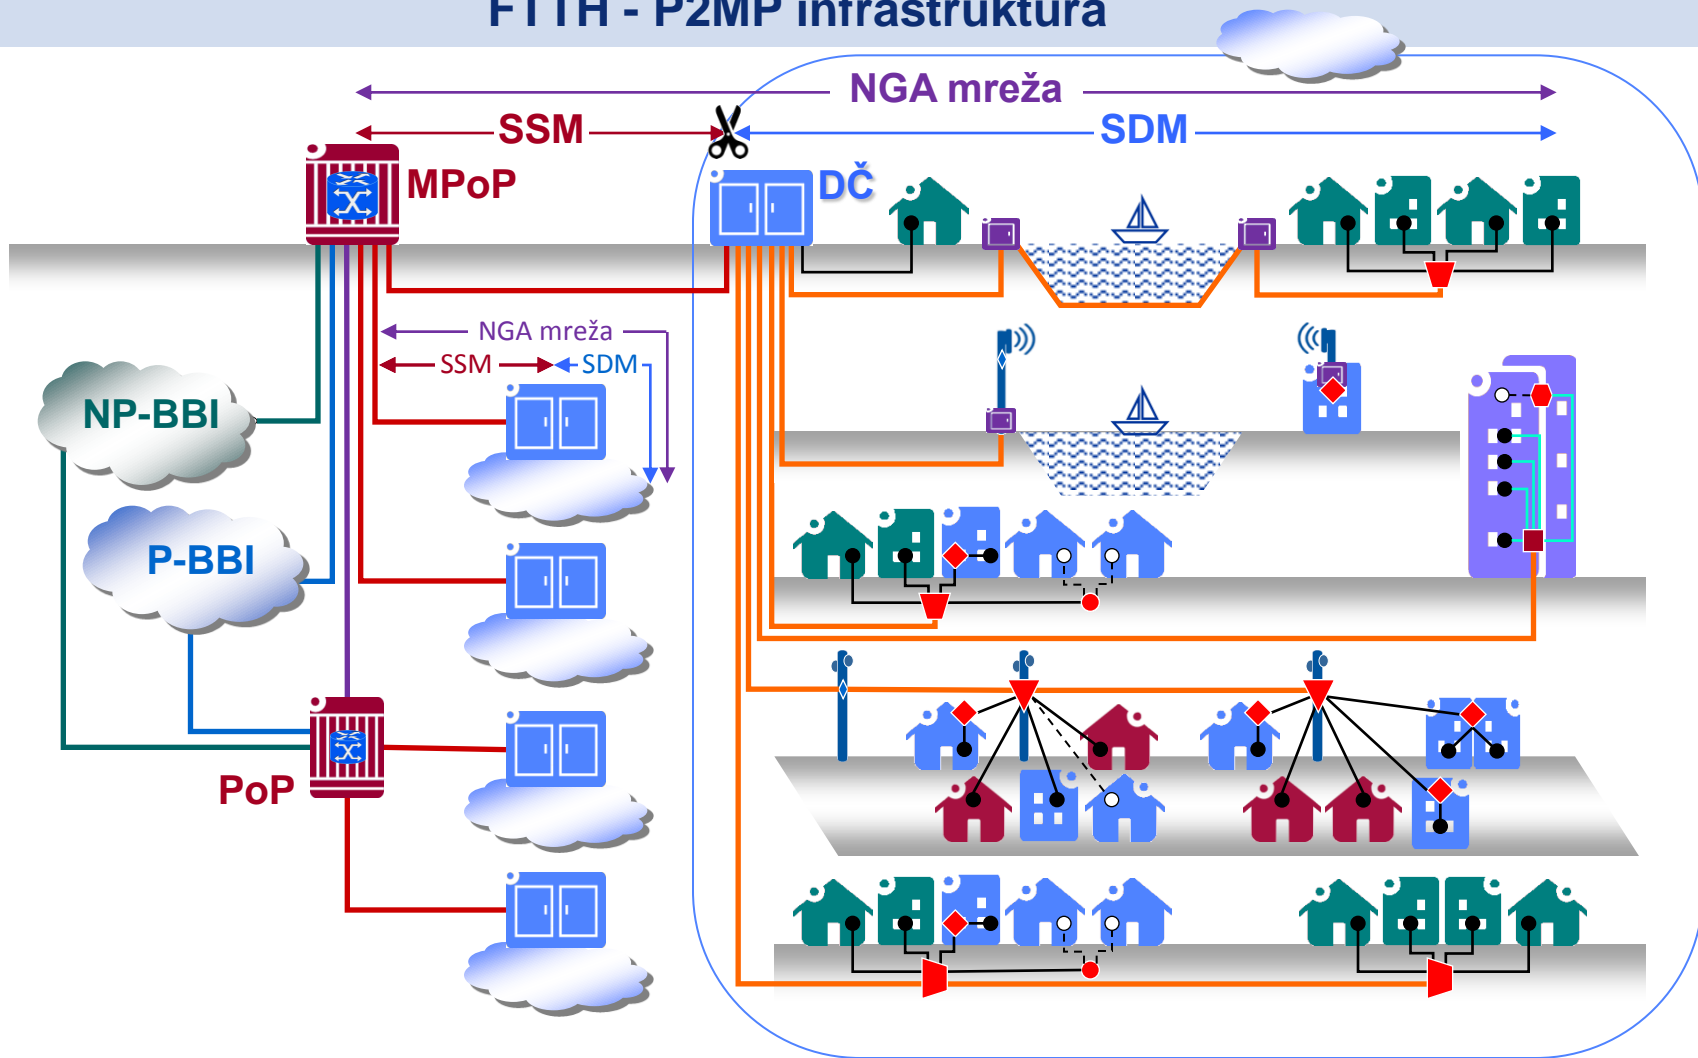 FTTH - P2MP infrastruktura
NGA mreža
SSM
SDM
MPoP
DČ
NGA mreža
SSM
SDM
NP-BBI
P-BBI
PoP